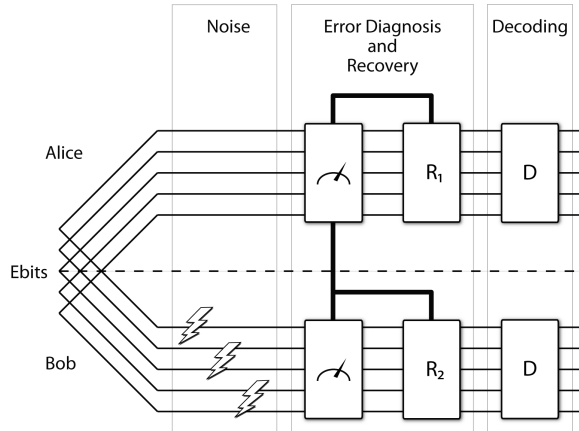 Noise
Error Diagnosis
and
Recovery
Decoding
Alice
R₁
D
Ebits
Bob
R₂
D